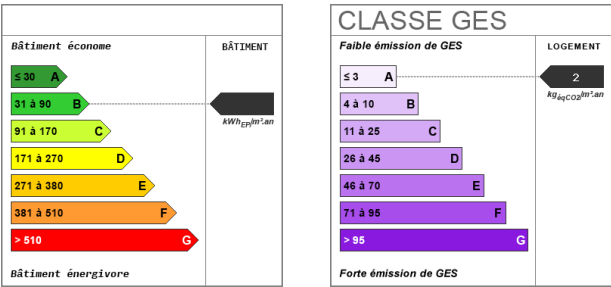 Bâtiment économe
BÂTIMENT
≤ 30 A
31 à 90 B
kWhEP/m².an
91 à 170 C
171 à 270 D
271 à 380 E
381 à 510 F
> 510 G
Bâtiment énergivore
CLASSE GES
Faible émission de GES
LOGEMENT
≤ 3 A
2
kgéqCO2/m².an
4 à 10 B
11 à 25 C
26 à 45 D
46 à 70 E
71 à 95 F
> 95 G
Forte émission de GES